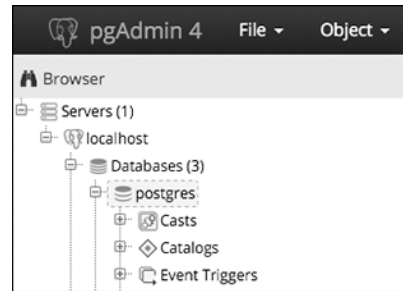 pgAdmin 4 File Object
Browser
Servers (1)
localhost
Databases (3)
postgres
Casts
Catalogs
Event Triggers